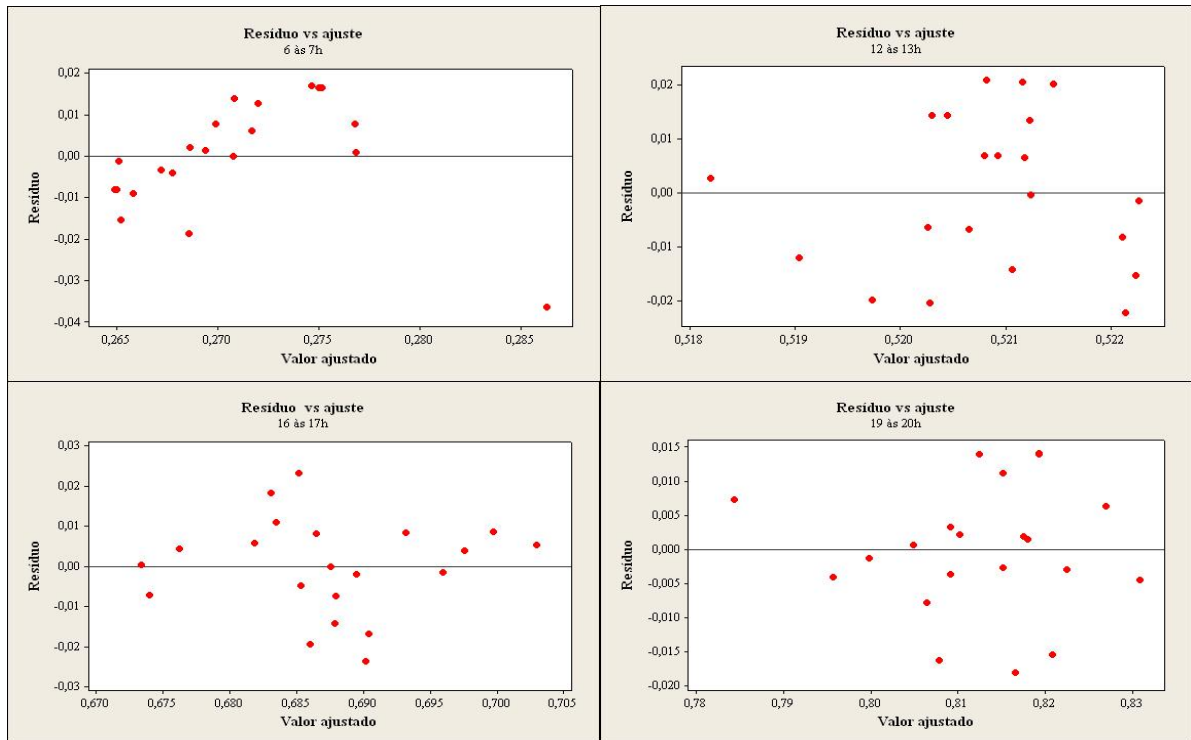 Resíduo vs ajuste
6 às 7h
0,02
0,01
0,00
-0,01
-0,02
-0,03
-0,04
Resíduo
0,265 0,270 0,275 0,280 0,285
Valor ajustado
Resíduo vs ajuste
12 às 13h
0,02
0,01
0,00
-0,01
-0,02
Resíduo
0,518 0,519 0,520 0,521 0,522
Valor ajustado
Resíduo vs ajuste
16 às 17h
0,03
0,02
0,01
0,00
-0,01
-0,02
-0,03
Resíduo
0,670 0,675 0,680 0,685 0,690 0,695 0,700 0,705
Valor ajustado
Resíduo vs ajuste
19 às 20h
0,015
0,010
0,005
0,000
-0,005
-0,010
-0,015
-0,020
Resíduo
0,78 0,79 0,80 0,81 0,82 0,83
Valor ajustado